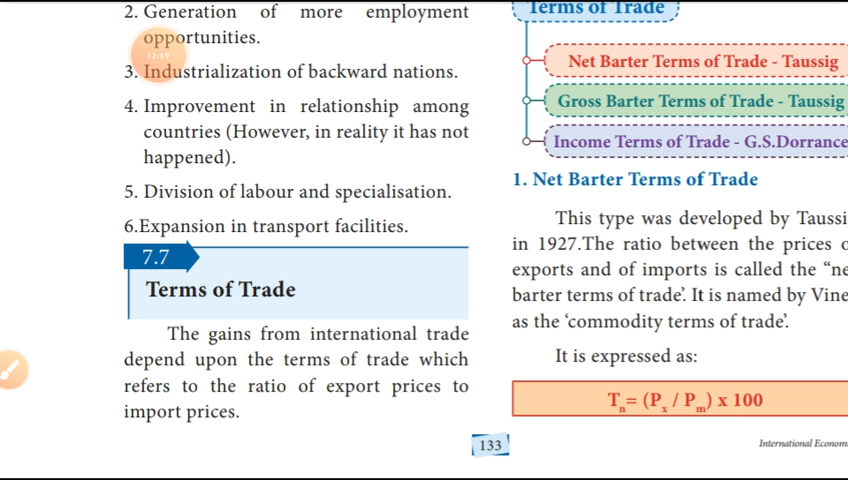 2. Generation of more employment
opportunities.
3. Industrialization of backward nations.
4. Improvement in relationship among
countries (However, in reality it has not
happened).
5. Division of labour and specialisation.
6.Expansion in transport facilities.
7.7
Terms of Trade
The gains from international trade
depend upon the terms of trade which
refers to the ratio of export prices to
import prices.
Terms of Trade
Net Barter Terms of Trade - Taussig
Gross Barter Terms of Trade - Taussig
Income Terms of Trade - G.S.Dorrance
1. Net Barter Terms of Trade
This type was developed by Taussi
in 1927.The ratio between the prices o
exports and of imports is called the “ne
barter terms of trade’. It is named by Vine
as the ‘commodity terms of trade’.
It is expressed as:
Tn= (Px / Pm) x 100
133
International Econom